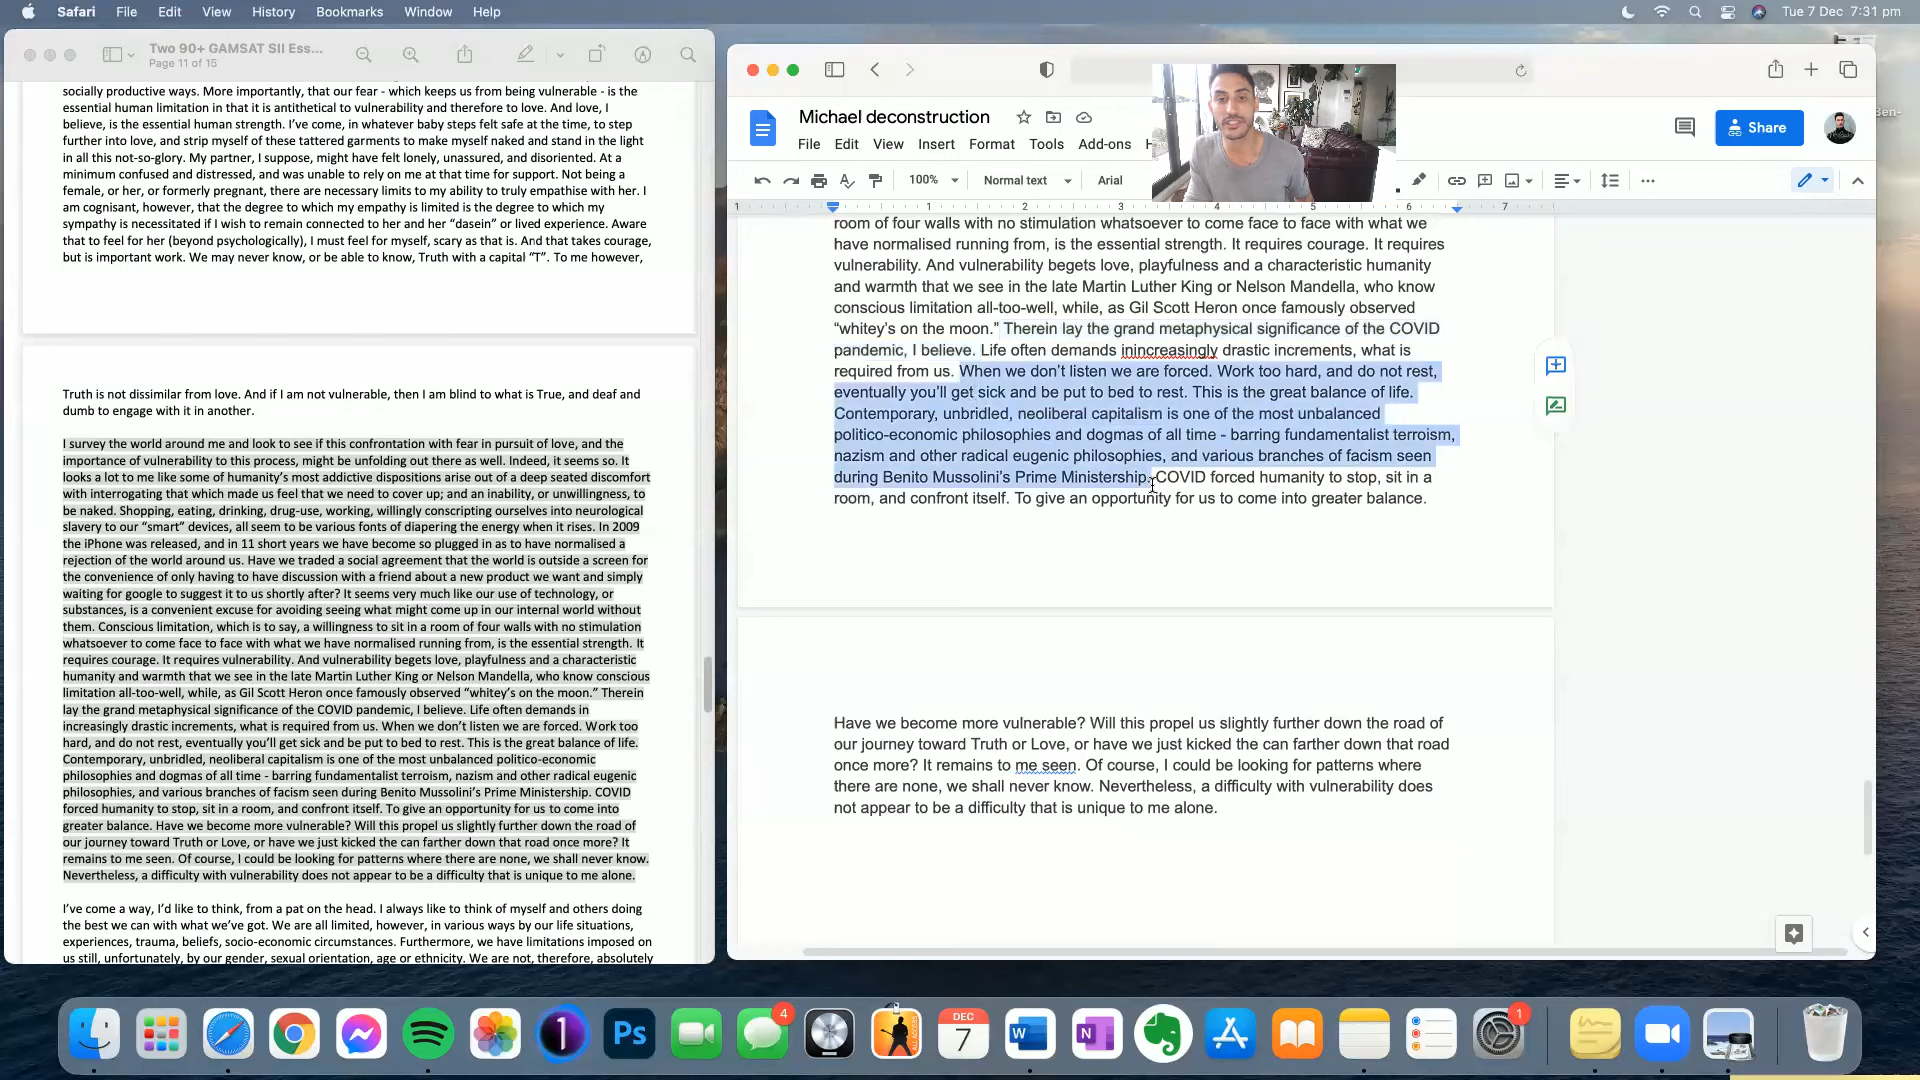 Safari File Edit View History Bookmarks Window Help
Tue 7 Dec 7:31 pm
Two 90+ GAMSAT SII Ess...
Page 11 of 15
socially productive ways. More importantly, that our fear - which keeps us from being vulnerable - is the
essential human limitation in that it is antithetical to vulnerability and therefore to love. And love, I
believe, is the essential human strength. I've come, in whatever baby steps felt safe at the time, to step
further into love, and strip myself of these tattered garments to make myself naked and stand in the light
in all this not-so-glory. My partner, I suppose, might have felt lonely, unassured, and disoriented. At a
minimum confused and distressed, and was unable to rely on me at that time for support. Not being a
female, or her, or formerly pregnant, there are necessary limits to my ability to truly empathise with her. I
am cognisant, however, that the degree to which my empathy is limited is the degree to which my
sympathy is necessitated if I wish to remain connected to her and her “dasein” or lived experience. Aware
that to feel for her (beyond psychologically), I must feel for myself, scary as that is. And that takes courage,
but is important work. We may never know, or be able to know, Truth with a capital “T”. To me however,
Truth is not dissimilar from love. And if I am not vulnerable, then I am blind to what is True, and deaf and
dumb to engage with it in another.
I survey the world around me and look to see if this confrontation with fear in pursuit of love, and the
importance of vulnerability to this process, might be unfolding out there as well. Indeed, it seems so. It
looks a lot to me like some of humanity's most addictive dispositions arise out of a deep seated discomfort
with interrogating that which made us feel that we need to cover up; and an inability, or unwillingness, to
be naked. Shopping, eating, drinking, drug-use, working, willingly conscripting ourselves into neurological
slavery to our “smart” devices, all seem to be various fonts of diapering the energy when it rises. In 2009
the iPhone was released, and in 11 short years we have become so plugged in as to have normalised a
rejection of the world around us. Have we traded a social agreement that the world is outside a screen for
the convenience of only having to have discussion with a friend about a new product we want and simply
waiting for google to suggest it to us shortly after? It seems very much like our use of technology, or
substances, is a convenient excuse for avoiding seeing what might come up in our internal world without
them. Conscious limitation, which is to say, a willingness to sit in a room of four walls with no stimulation
whatsoever to come face to face with what we have normalised running from, is the essential strength. It
requires courage. It requires vulnerability. And vulnerability begets love, playfulness and a characteristic
humanity and warmth that we see in the late Martin Luther King or Nelson Mandella, who know conscious
limitation all-too-well, while, as Gil Scott Heron once famously observed “whitey's on the moon.” Therein
lay the grand metaphysical significance of the COVID pandemic, I believe. Life often demands in
increasingly drastic increments, what is required from us. When we don't listen we are forced. Work too
hard, and do not rest, eventually you'll get sick and be put to bed to rest. This is the great balance of life.
Contemporary, unbridled, neoliberal capitalism is one of the most unbalanced politico-economic
philosophies and dogmas of all time - barring fundamentalist terroism, nazism and other radical eugenic
philosophies, and various branches of facism seen during Benito Mussolini's Prime Ministership. COVID
forced humanity to stop, sit in a room, and confront itself. To give an opportunity for us to come into
greater balance. Have we become more vulnerable? Will this propel us slightly further down the road of
our journey toward Truth or Love, or have we just kicked the can farther down that road once more? It
remains to me seen. Of course, I could be looking for patterns where there are none, we shall never know.
Nevertheless, a difficulty with vulnerability does not appear to be a difficulty that is unique to me alone.
I've come a way, I'd like to think, from a pat on the head. I always like to think of myself and others doing
the best we can with what we've got. We are all limited, however, in various ways by our life situations,
experiences, trauma, beliefs, socio-economic circumstances. Furthermore, we have limitations imposed on
us still, unfortunately, by our gender, sexual orientation, age or ethnicity. We are not, therefore, absolutely
Michael deconstruction
File Edit View Insert Format Tools Add-ons H
Share
100% Normal text Arial
1 1 2 3 4 5 6 7
room of four walls with no stimulation whatsoever to come face to face with what we
have normalised running from, is the essential strength. It requires courage. It requires
vulnerability. And vulnerability begets love, playfulness and a characteristic humanity
and warmth that we see in the late Martin Luther King or Nelson Mandella, who know
conscious limitation all-too-well, while, as Gil Scott Heron once famously observed
“whitey's on the moon.” Therein lay the grand metaphysical significance of the COVID
pandemic, I believe. Life often demands inincreasingly drastic increments, what is
required from us. When we don't listen we are forced. Work too hard, and do not rest,
eventually you'll get sick and be put to bed to rest. This is the great balance of life.
Contemporary, unbridled, neoliberal capitalism is one of the most unbalanced
politico-economic philosophies and dogmas of all time - barring fundamentalist terroism,
nazism and other radical eugenic philosophies, and various branches of facism seen
during Benito Mussolini's Prime Ministership. COVID forced humanity to stop, sit in a
room, and confront itself. To give an opportunity for us to come into greater balance.
Have we become more vulnerable? Will this propel us slightly further down the road of
our journey toward Truth or Love, or have we just kicked the can farther down that road
once more? It remains to me seen. Of course, I could be looking for patterns where
there are none, we shall never know. Nevertheless, a difficulty with vulnerability does
not appear to be a difficulty that is unique to me alone.
Ben-
1 Ps 4 DEC 7 W N 1